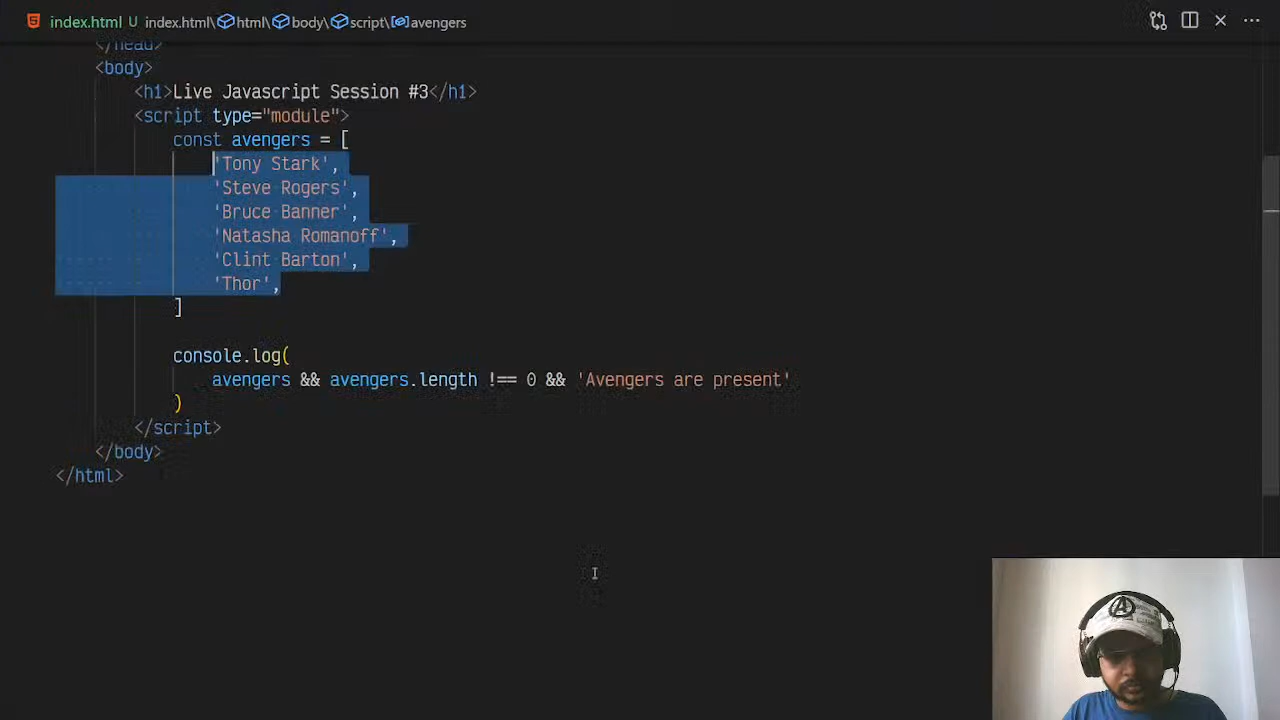 index.html U index.html\html\body\script\avengers ···
</head>
<body>
<h1>Live Javascript Session #3</h1>
<script type="module">
const avengers = [
'Tony Stark',
'Steve Rogers',
'Bruce Banner',
'Natasha Romanoff',
'Clint Barton',
'Thor',
]
console.log(
avengers && avengers.length !== 0 && 'Avengers are present'
)
</script>
</body>
</html>